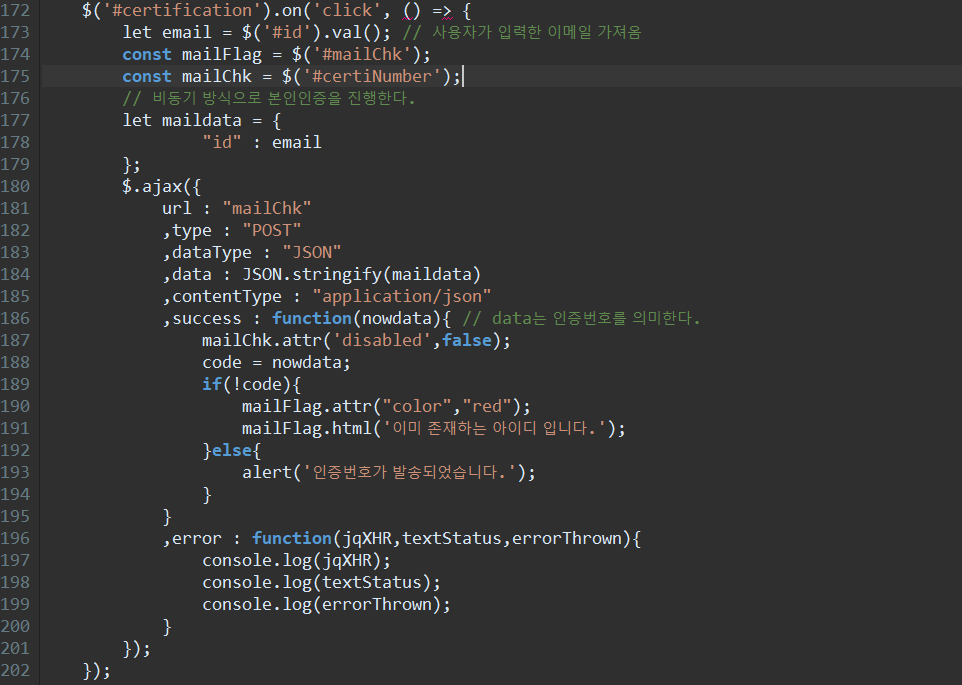 172 $('#certification').on('click', () => {
173 let email = $('#id').val(); // 사용자가 입력한 이메일 가져옴
174 const mailFlag = $('#mailChk');
175 const mailChk = $('#certiNumber');
176 // 비동기 방식으로 본인인증을 진행한다.
177 let maildata = {
178 "id" : email
179 };
180 $.ajax({
181 url : "mailChk"
182 ,type : "POST"
183 ,dataType : "JSON"
184 ,data : JSON.stringify(maildata)
185 ,contentType : "application/json"
186 ,success : function(nowdata){ // data는 인증번호를 의미한다.
187 mailChk.attr('disabled',false);
188 code = nowdata;
189 if(!code){
190 mailFlag.attr("color","red");
191 mailFlag.html('이미 존재하는 아이디 입니다.');
192 }else{
193 alert('인증번호가 발송되었습니다.');
194 }
195 }
196 ,error : function(jqXHR,textStatus,errorThrown){
197 console.log(jqXHR);
198 console.log(textStatus);
199 console.log(errorThrown);
200 }
201 });
202 });